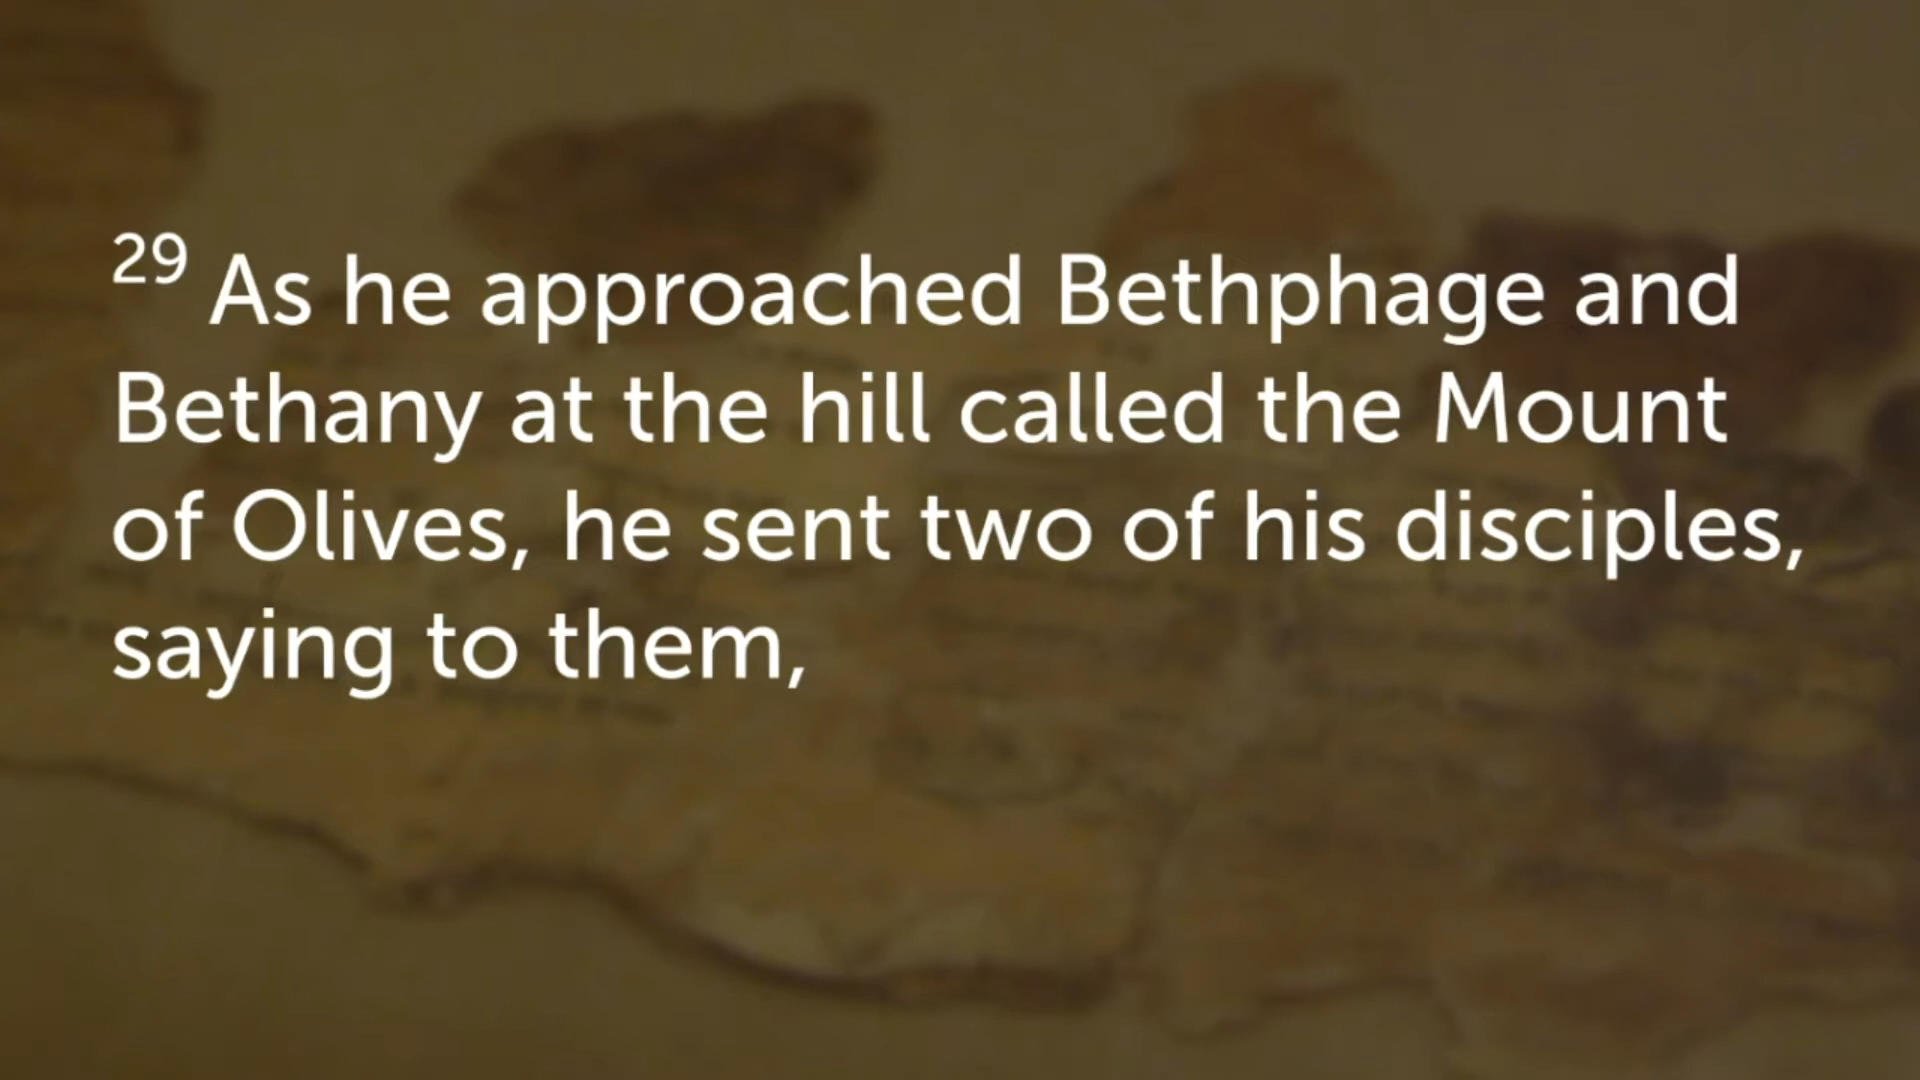 29 As he approached Bethphage and
Bethany at the hill called the Mount
of Olives, he sent two of his disciples,
saying to them,